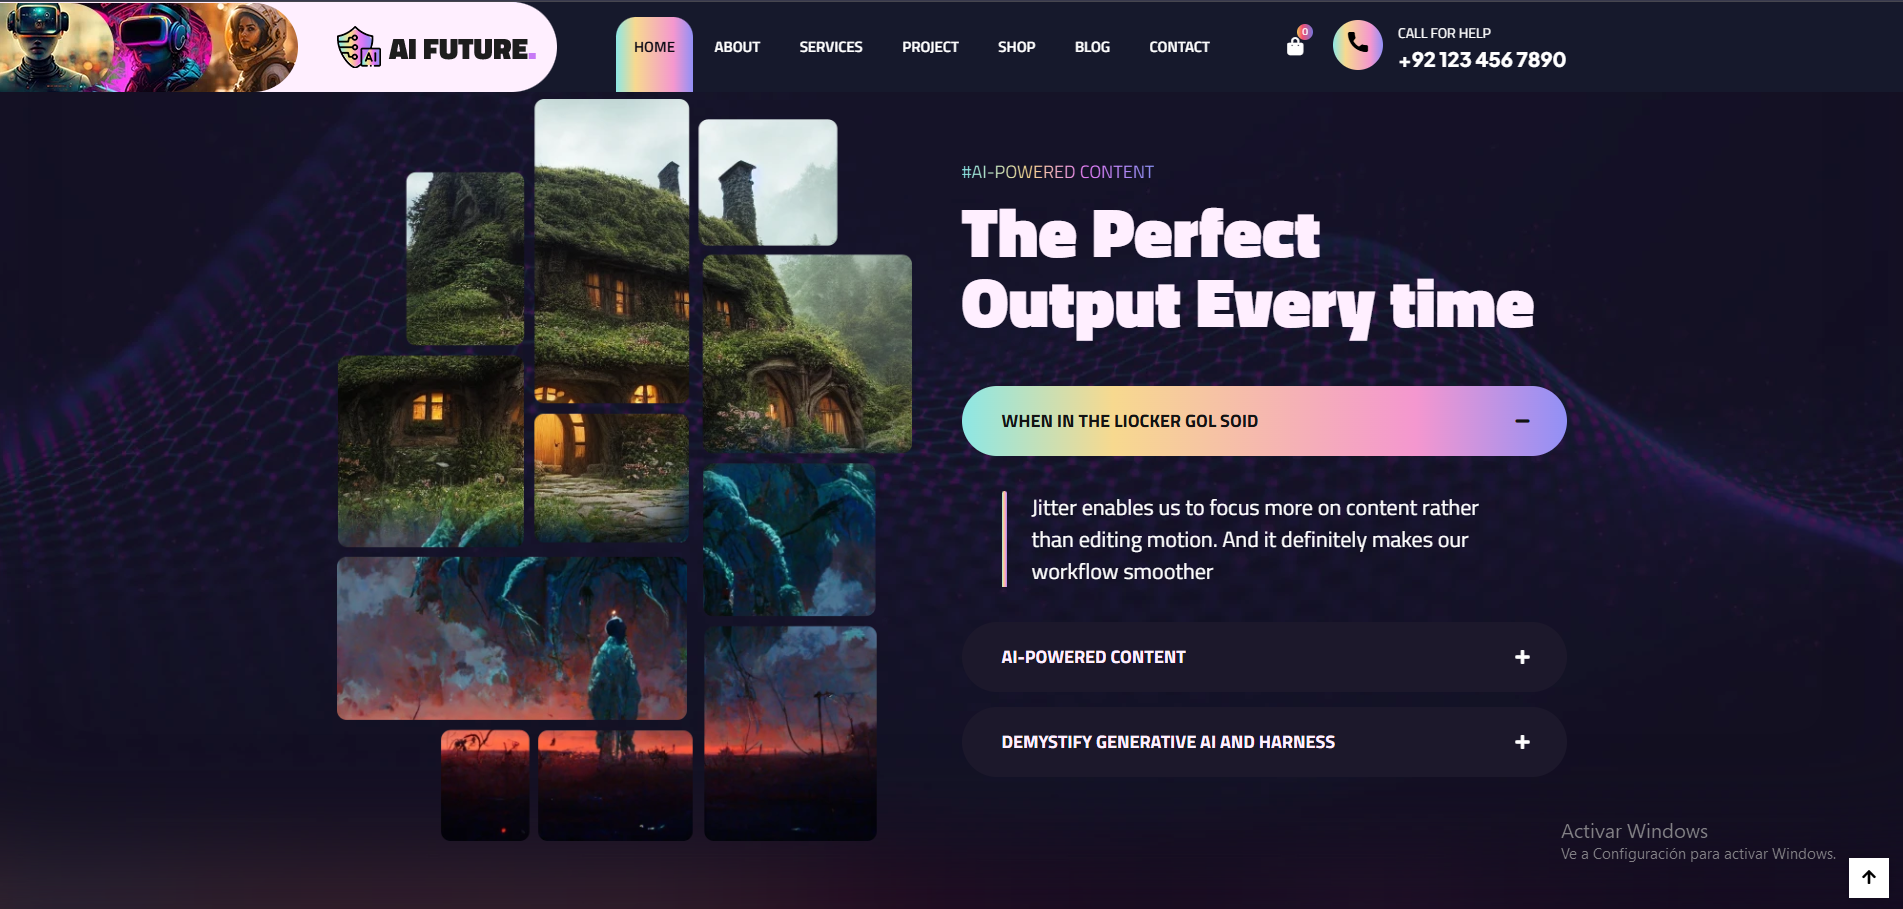 AI
AI FUTURE.
HOME
ABOUT
SERVICES
PROJECT
SHOP
BLOG
CONTACT
0
CALL FOR HELP
+92 123 456 7890
#AI-POWERED CONTENT
The Perfect
Output Every time
WHEN IN THE LIOCKER GOL SOID
Jitter enables us to focus more on content rather
than editing motion. And it definitely makes our
workflow smoother
AI-POWERED CONTENT
DEMYSTIFY GENERATIVE AI AND HARNESS
Activar Windows
Ve a Configuración para activar Windows.